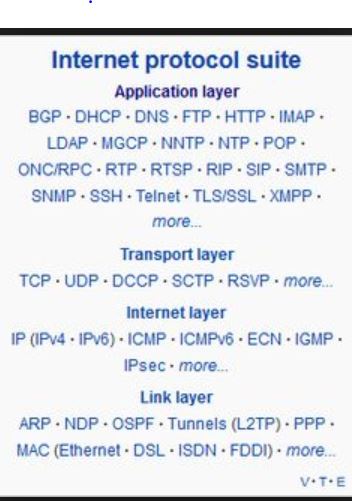 Internet protocol suite
Application layer
BGP · DHCP · DNS · FTP · HTTP · IMAP ·
LDAP · MGCP · NNTP · NTP · POP ·
ONC/RPC · RTP · RTSP · RIP · SIP · SMTP ·
SNMP · SSH · Telnet · TLS/SSL · XMPP ·
more...
Transport layer
TCP · UDP · DCCP · SCTP · RSVP · more...
Internet layer
IP (IPv4 · IPv6) · ICMP · ICMPv6 · ECN · IGMP ·
IPsec · more...
Link layer
ARP · NDP · OSPF · Tunnels (L2TP) · PPP ·
MAC (Ethernet · DSL · ISDN · FDDI) · more...
V · T · E